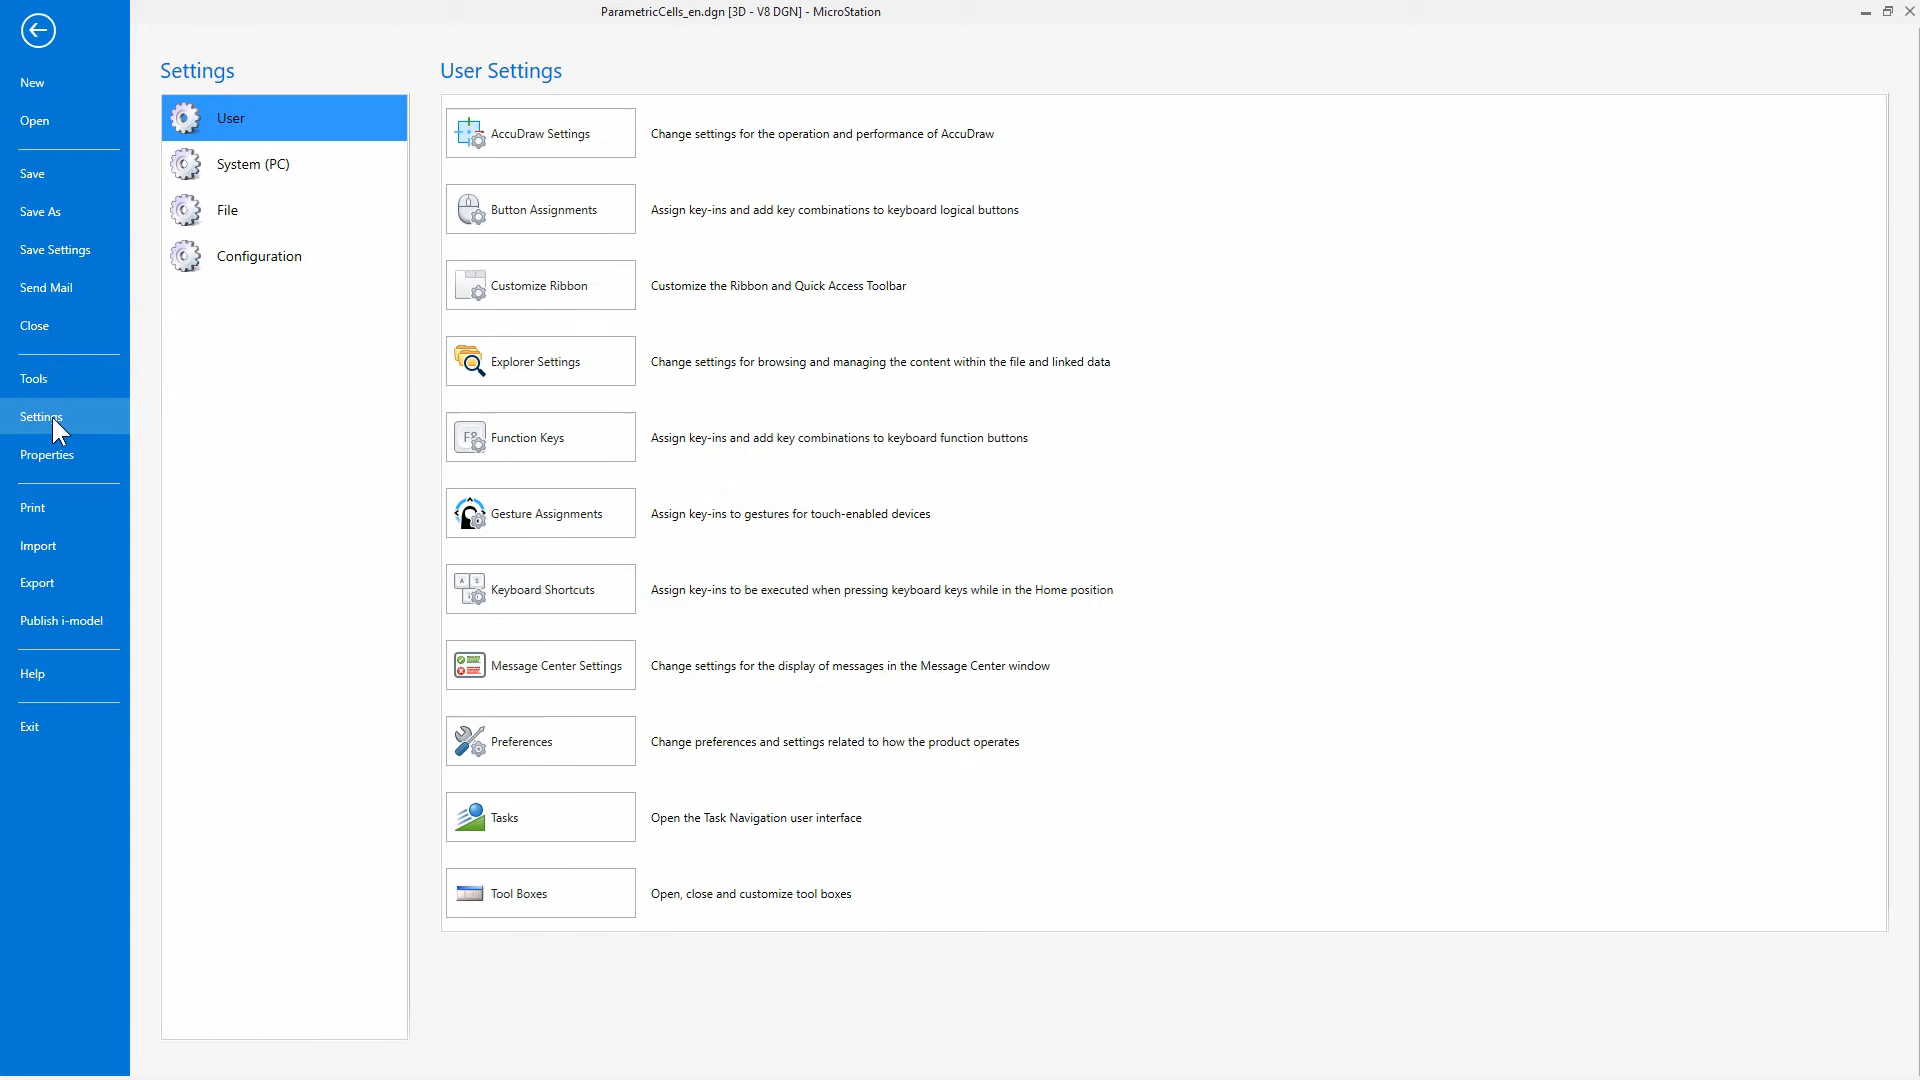 ParametricCells_en.dgn [3D - V8 DGN] - MicroStation
New
Open
Save
Save As
Save Settings
Send Mail
Close
Tools
Settings
Properties
Print
Import
Export
Publish i-model
Help
Exit
Settings
User
System (PC)
File
Configuration
User Settings
AccuDraw Settings Change settings for the operation and performance of AccuDraw
Button Assignments Assign key-ins and add key combinations to keyboard logical buttons
Customize Ribbon Customize the Ribbon and Quick Access Toolbar
Explorer Settings Change settings for browsing and managing the content within the file and linked data
F8 Function Keys Assign key-ins and add key combinations to keyboard function buttons
Gesture Assignments Assign key-ins to gestures for touch-enabled devices
A S Keyboard Shortcuts Assign key-ins to be executed when pressing keyboard keys while in the Home position
Message Center Settings Change settings for the display of messages in the Message Center window
Preferences Change preferences and settings related to how the product operates
Tasks Open the Task Navigation user interface
Tool Boxes Open, close and customize tool boxes